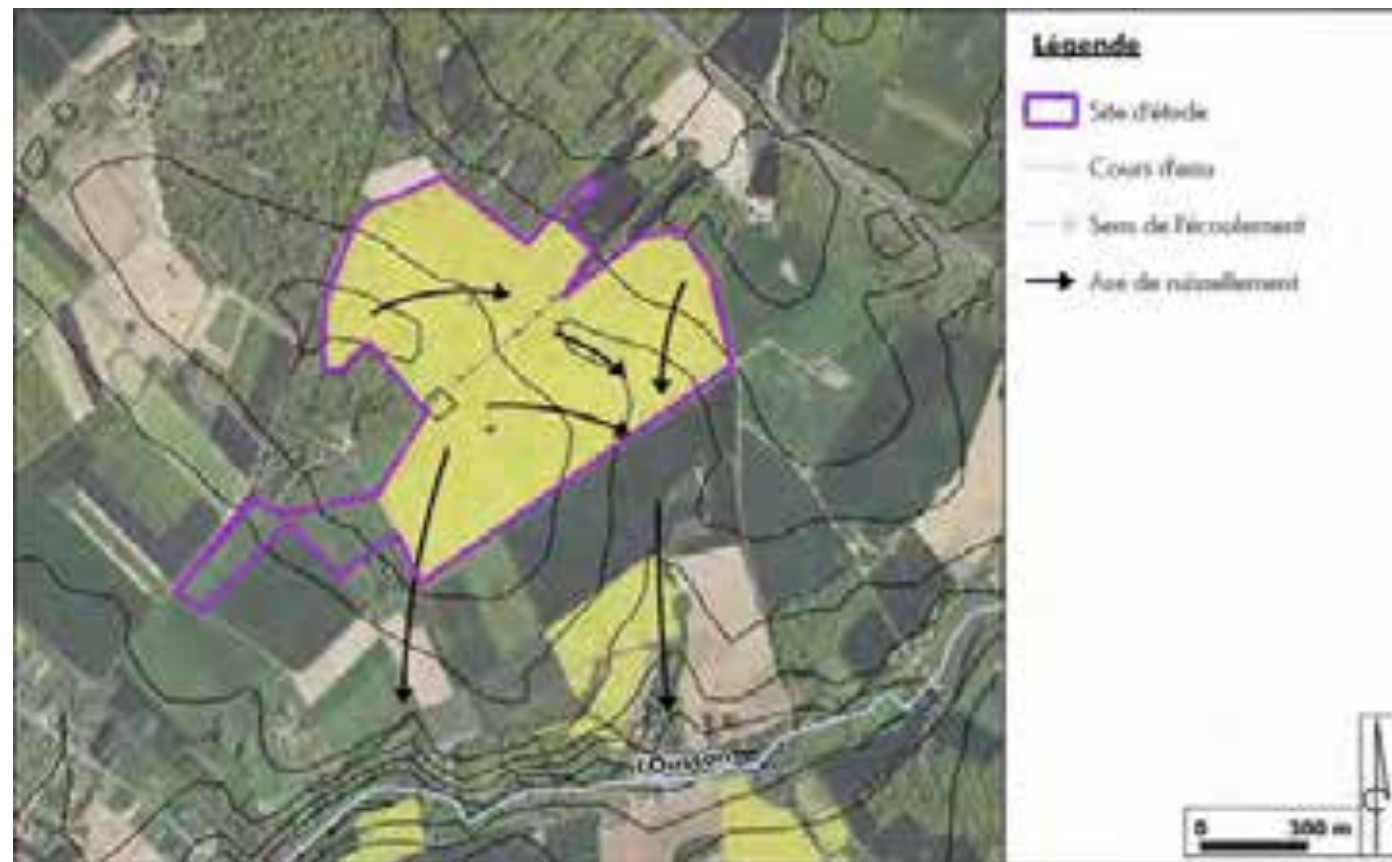 Légende
Site d'étude
Cours d'eau
Sens de l'écoulement
Axe de ruissellement
0 300 m